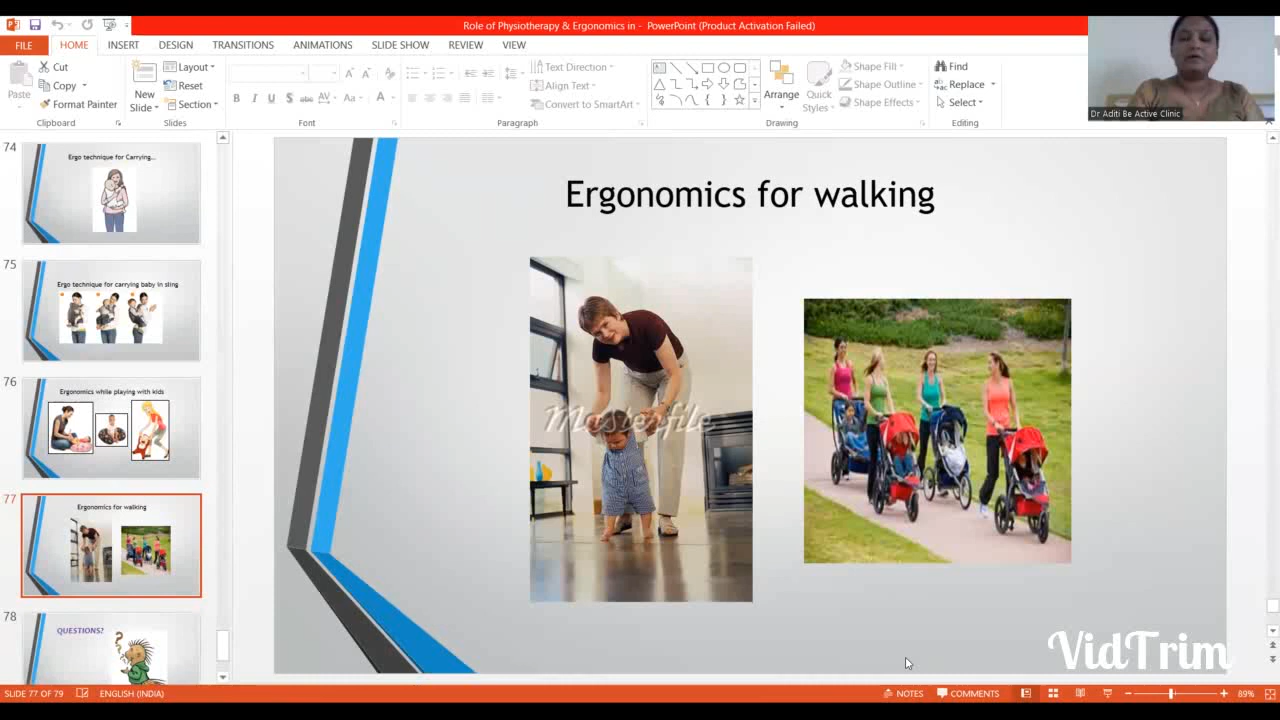 Role of Physiotherapy & Ergonomics in - PowerPoint (Product Activation Failed)
FILE
HOME
INSERT
DESIGN
TRANSITIONS
ANIMATIONS
SLIDE SHOW
REVIEW
VIEW
Paste
Cut
Copy
Format Painter
Clipboard
New
Slide
Layout
Reset
Section
Slides
B I U S abc AV Aa A
Font
Text Direction
Align Text
Convert to SmartArt
Paragraph
Arrange
Quick
Styles
Shape Fill
Shape Outline
Shape Effects
Drawing
Find
Replace
Select
Editing
Dr Aditi Be Active Clinic
74
Ergo technique for Carrying...
75
Ergo technique for carrying baby in sling
76
Ergonomics while playing with kids
77
Ergonomics for walking
78
QUESTIONS?
Ergonomics for walking
Masterfile
VidTrim
SLIDE 77 OF 79
ENGLISH (INDIA)
NOTES
COMMENTS
89%